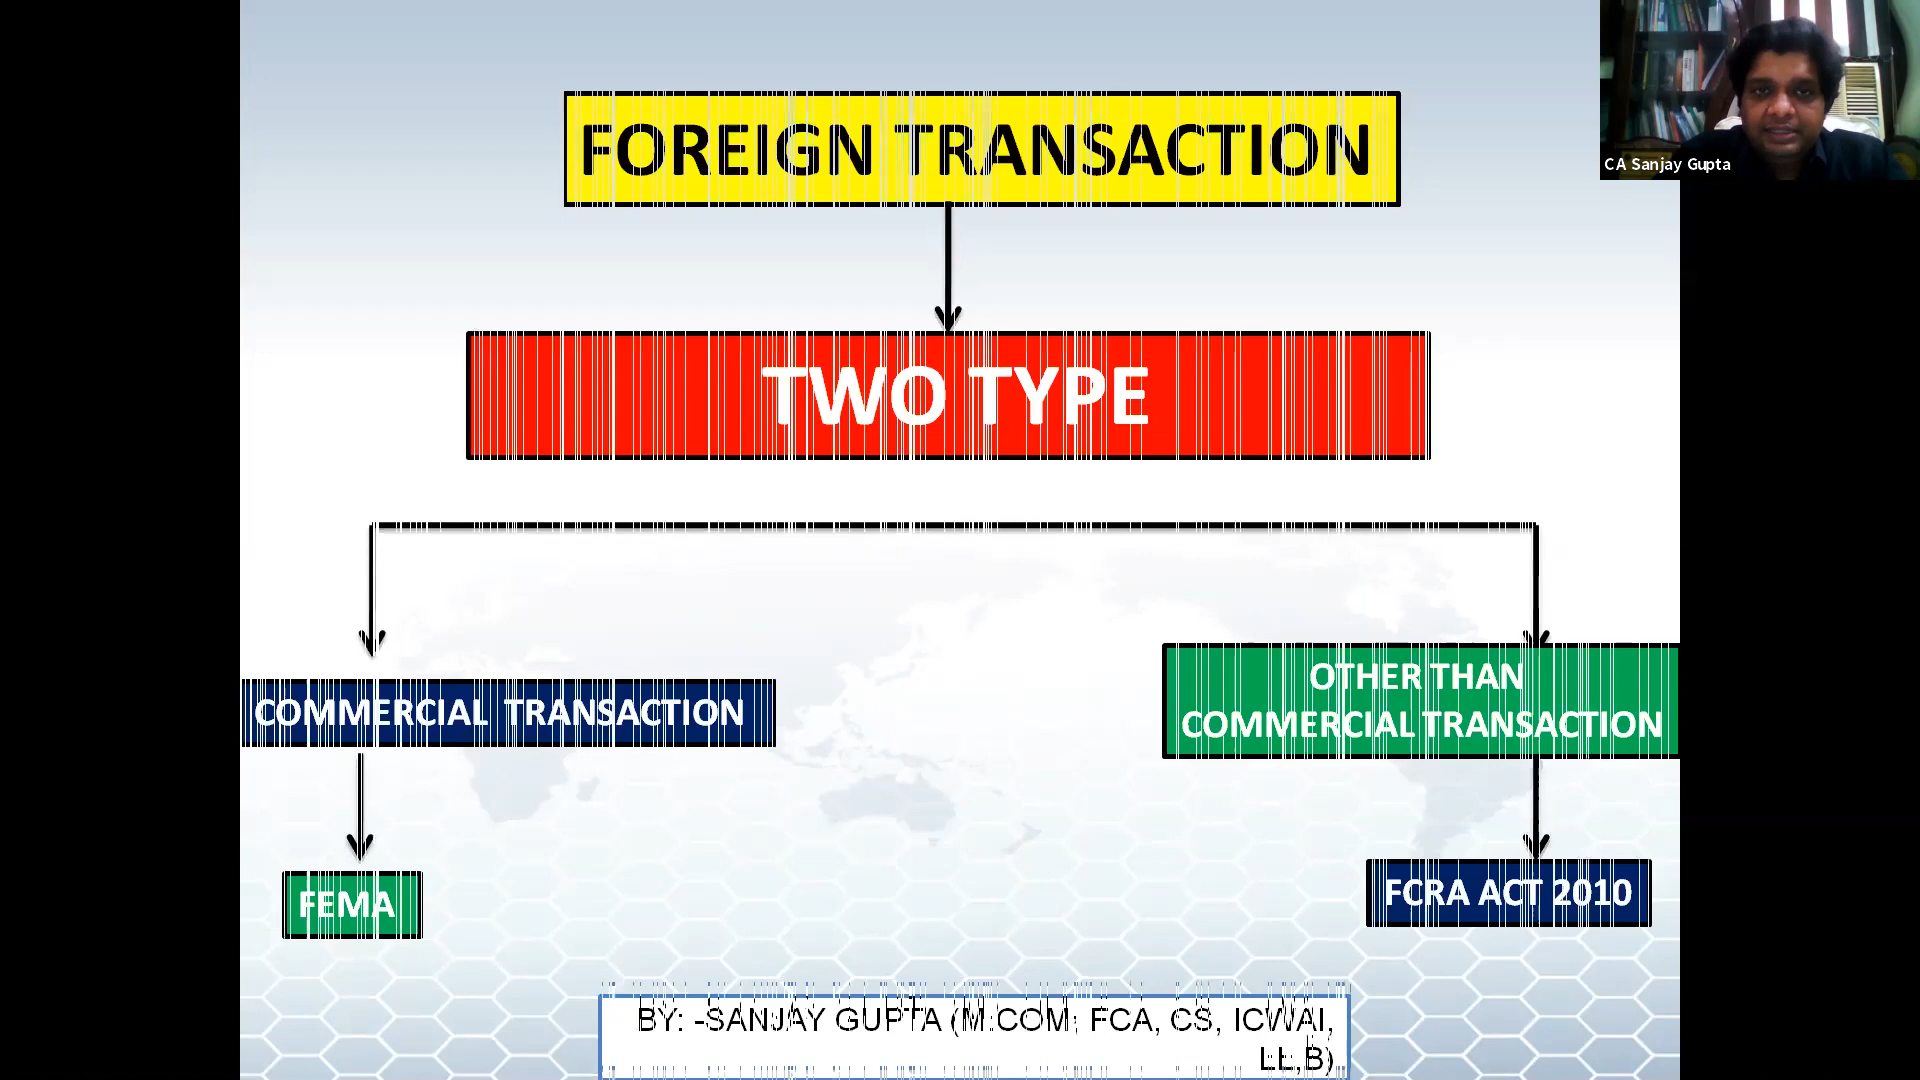 FOREIGN TRANSACTION
CA Sanjay Gupta
TWO TYPE
COMMERCIAL TRANSACTION
OTHER THAN
COMMERCIAL TRANSACTION
FEMA
FCRA ACT 2010
BY: -SANJAY GUPTA (M.COM, FCA, CS, ICWAI,
LL,B)